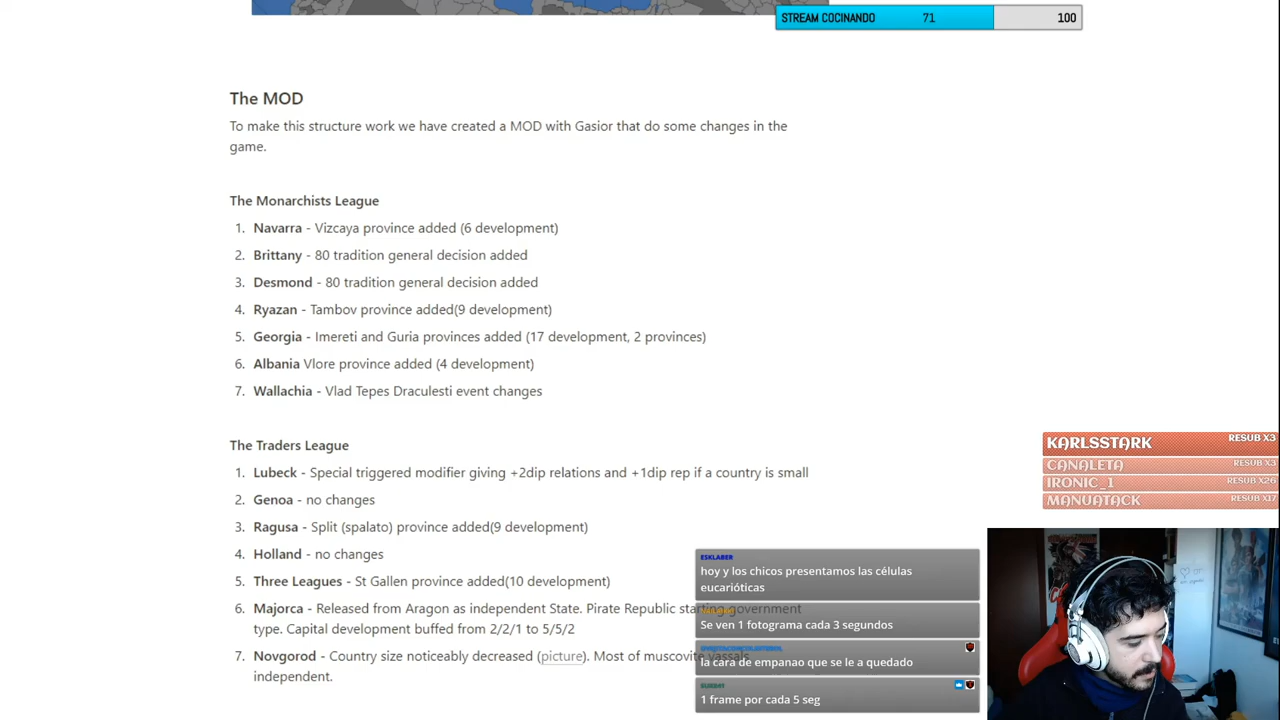 STREAM COCINANDO 71 100
The MOD
To make this structure work we have created a MOD with Gasior that do some changes in the
game.
The Monarchists League
1. Navarra - Vizcaya province added (6 development)
2. Brittany - 80 tradition general decision added
3. Desmond - 80 tradition general decision added
4. Ryazan - Tambov province added(9 development)
5. Georgia - Imereti and Guria provinces added (17 development, 2 provinces)
6. Albania Vlore province added (4 development)
7. Wallachia - Vlad Tepes Draculesti event changes
The Traders League
1. Lubeck - Special triggered modifier giving +2dip relations and +1dip rep if a country is small
2. Genoa - no changes
3. Ragusa - Split (spalato) province added(9 development)
4. Holland - no changes
5. Three Leagues - St Gallen province added(10 development)
6. Majorca - Released from Aragon as independent State. Pirate Republic starting government
type. Capital development buffed from 2/2/1 to 5/5/2
7. Novgorod - Country size noticeably decreased (picture). Most of muscovite vassals
independent.
KARLSSTARK RESUB X3
CANALETA RESUB X3
IRONIC_1 RESUB X26
MANUATACK RESUB X17
ESKLABER
hoy y los chicos presentamos las células
eucarióticas
Se ven 1 fotograma cada 3 segundos
la cara de empanao que se le a quedado
1 frame por cada 5 seg